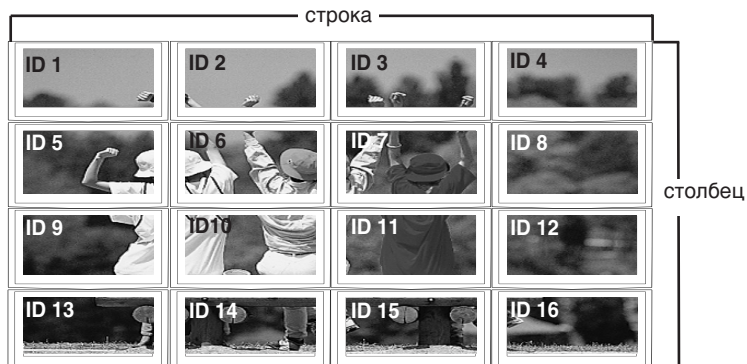 строка
ID 1 ID 2 ID 3 ID 4
ID 5 ID 6 ID 7 ID 8
столбец
ID 9 ID10 ID 11 ID 12
ID 13 ID 14 ID 15 ID 16